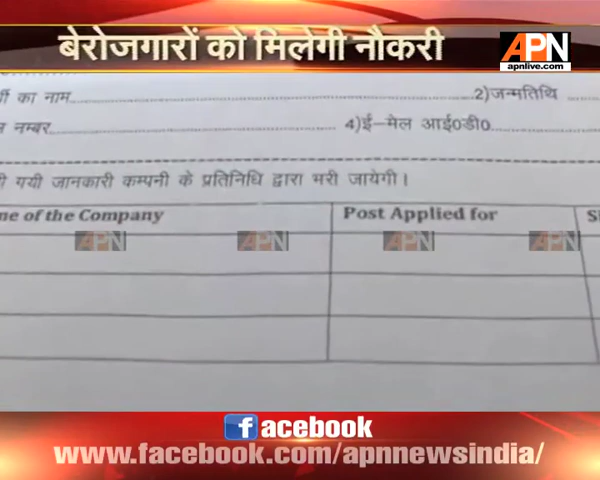 बेरोजगारों को मिलेगी नौकरी
APN
apnlive.com
का नाम 2)जन्मतिथि
नम्बर 4)ई-मेल आई0डी0
गयी जानकारी कम्पनी के प्रतिनिधि द्वारा भरी जायेगी।
of the Company Post Applied for
APN APN APN APN
facebook
www.facebook.com/apnnewsindia/